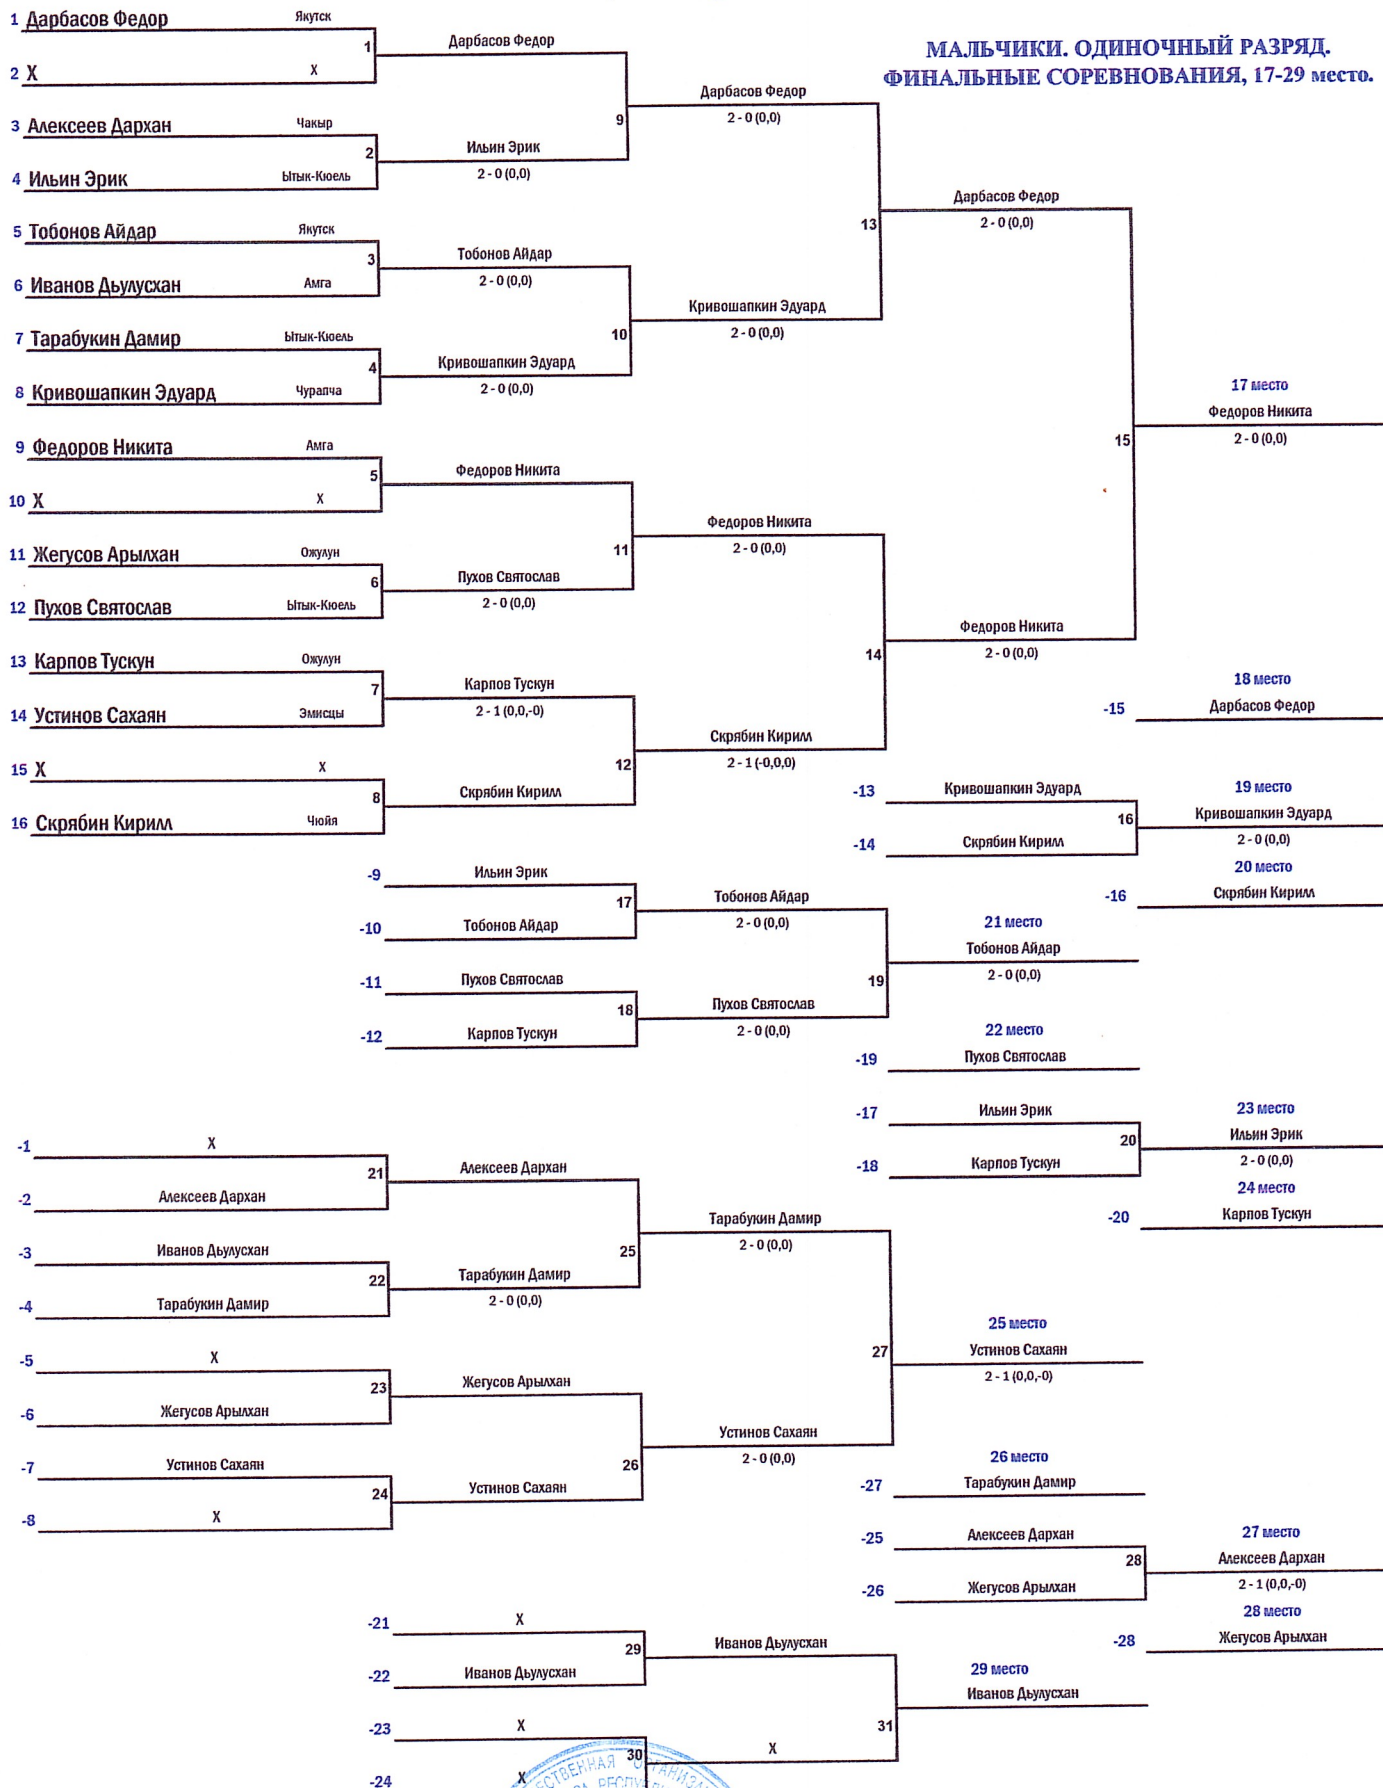 МАЛЬЧИКИ. ОДИНОЧНЫЙ РАЗРЯД.
ФИНАЛЬНЫЕ СОРЕВНОВАНИЯ, 17-29 место.
1 Дарбасов Федор Якутск
1 Дарбасов Федор
2 X X
9 Дарбасов Федор
2 - 0 (0,0)
3 Алексеев Дархан Чакыр
2 Ильин Эрик
2 - 0 (0,0)
4 Ильин Эрик Ытык-Кюель
13 Дарбасов Федор
2 - 0 (0,0)
5 Тобонов Айдар Якутск
3 Тобонов Айдар
2 - 0 (0,0)
6 Иванов Дьулусхан Амга
10 Кривошапкин Эдуард
2 - 0 (0,0)
7 Тарабукин Дамир Ытык-Кюель
4 Кривошапкин Эдуард
2 - 0 (0,0)
8 Кривошапкин Эдуард Чурапча
17 место
15 Федоров Никита
2 - 0 (0,0)
9 Федоров Никита Амга
5 Федоров Никита
10 X X
11 Федоров Никита
2 - 0 (0,0)
11 Жегусов Арылхан Ожулун
6 Пухов Святослав
2 - 0 (0,0)
12 Пухов Святослав Ытык-Кюель
14 Федоров Никита
2 - 0 (0,0)
13 Карпов Тускун Ожулун
7 Карпов Тускун
2 - 1 (0,0,-0)
14 Устинов Сахаян Эмисцы
12 Скрябин Кирилл
2 - 1 (-0,0,0)
15 X X
8 Скрябин Кирилл
16 Скрябин Кирилл Чюйя
18 место
-15 Дарбасов Федор
-13 Кривошапкин Эдуард
19 место
16 Кривошапкин Эдуард
2 - 0 (0,0)
-14 Скрябин Кирилл
20 место
-16 Скрябин Кирилл
-9 Ильин Эрик
17 Тобонов Айдар
2 - 0 (0,0)
-10 Тобонов Айдар
21 место
19 Тобонов Айдар
2 - 0 (0,0)
-11 Пухов Святослав
18 Пухов Святослав
2 - 0 (0,0)
-12 Карпов Тускун
22 место
-19 Пухов Святослав
-17 Ильин Эрик
23 место
20 Ильин Эрик
2 - 0 (0,0)
-18 Карпов Тускун
24 место
-20 Карпов Тускун
-1 X
21 Алексеев Дархан
-2 Алексеев Дархан
25 Тарабукин Дамир
2 - 0 (0,0)
-3 Иванов Дьулусхан
22 Тарабукин Дамир
2 - 0 (0,0)
-4 Тарабукин Дамир
25 место
27 Устинов Сахаян
2 - 1 (0,0,-0)
-5 X
23 Жегусов Арылхан
-6 Жегусов Арылхан
26 Устинов Сахаян
2 - 0 (0,0)
-7 Устинов Сахаян
24 Устинов Сахаян
-8 X
26 место
-27 Тарабукин Дамир
-25 Алексеев Дархан
27 место
28 Алексеев Дархан
2 - 1 (0,0,-0)
-26 Жегусов Арылхан
28 место
-28 Жегусов Арылхан
-21 X
29 Иванов Дьулусхан
-22 Иванов Дьулусхан
29 место
31 Иванов Дьулусхан
-23 X
30 X
-24 X